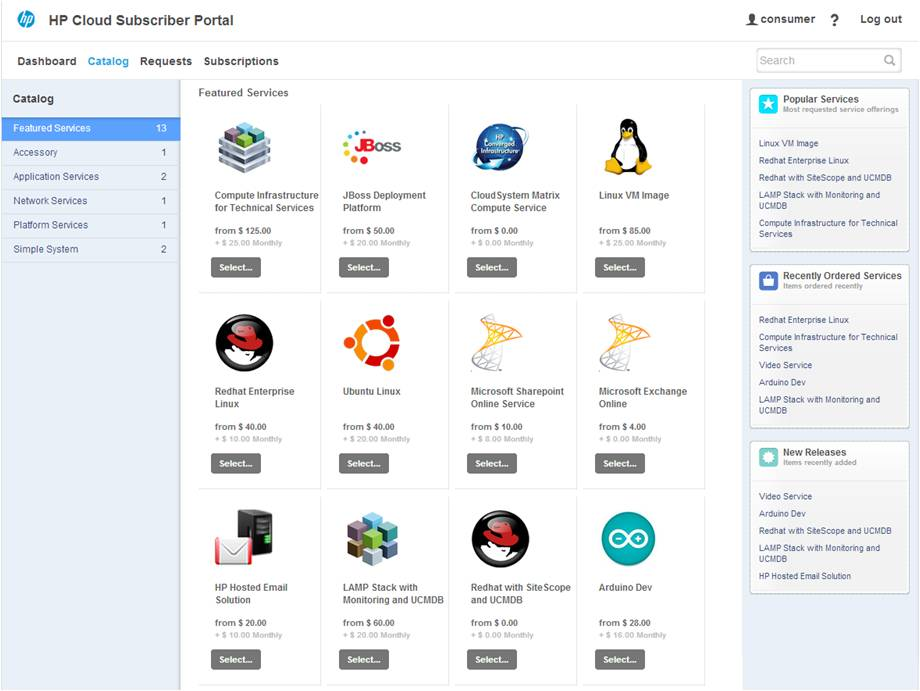 hp HP Cloud Subscriber Portal
consumer ? Log out
Dashboard Catalog Requests Subscriptions
Search
Catalog
Featured Services 13
Accessory 1
Application Services 2
Network Services 1
Platform Services 1
Simple System 2
Featured Services
Compute Infrastructure
for Technical Services
from $ 125.00
+ $ 25.00 Monthly
Select...
JBoss
JBoss Deployment
Platform
from $ 50.00
+ $ 20.00 Monthly
Select...
HP
Converged
Infrastructure
CloudSystem Matrix
Compute Service
from $ 0.00
+ $ 0.00 Monthly
Select...
Linux VM Image
from $ 85.00
+ $ 25.00 Monthly
Select...
Redhat Enterprise
Linux
from $ 40.00
+ $ 10.00 Monthly
Select...
Ubuntu Linux
from $ 40.00
+ $ 20.00 Monthly
Select...
Microsoft Sharepoint
Online Service
from $ 10.00
+ $ 8.00 Monthly
Select...
Microsoft Exchange
Online
from $ 4.00
+ $ 0.00 Monthly
Select...
HP Hosted Email
Solution
from $ 20.00
+ $ 10.00 Monthly
Select...
LAMP Stack with
Monitoring and UCMDB
from $ 60.00
+ $ 20.00 Monthly
Select...
Redhat with SiteScope
and UCMDB
from $ 0.00
+ $ 0.00 Monthly
Select...
Arduino Dev
from $ 28.00
+ $ 16.00 Monthly
Select...
Popular Services
Most requested service offerings
Linux VM Image
Redhat Enterprise Linux
Redhat with SiteScope and UCMDB
LAMP Stack with Monitoring and
UCMDB
Compute Infrastructure for Technical
Services
Recently Ordered Services
Items ordered recently
Redhat Enterprise Linux
Compute Infrastructure for Technical
Services
Video Service
Arduino Dev
LAMP Stack with Monitoring and
UCMDB
New Releases
Items recently added
Video Service
Arduino Dev
Redhat with SiteScope and UCMDB
LAMP Stack with Monitoring and
UCMDB
HP Hosted Email Solution